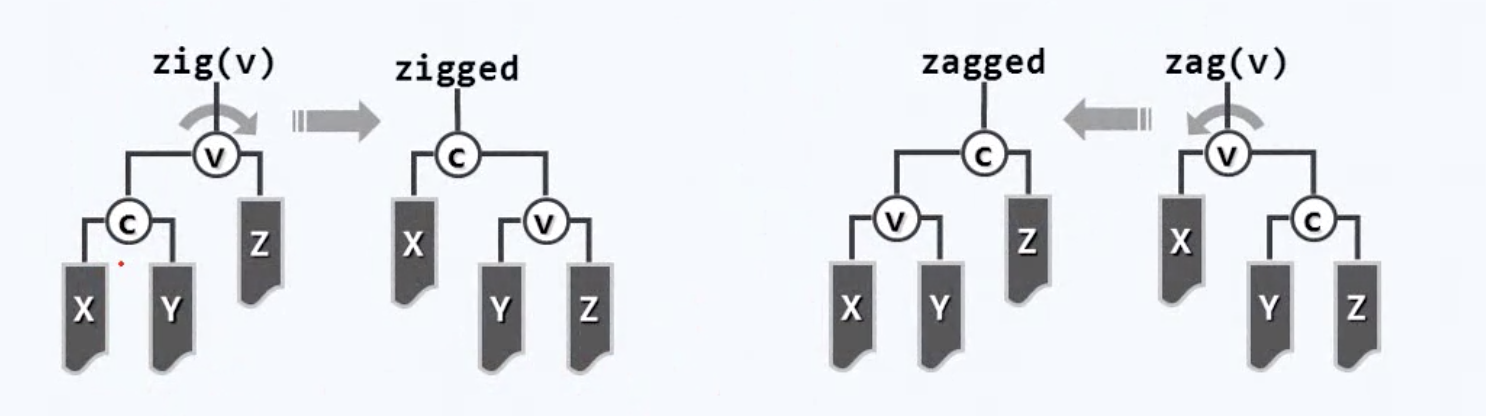 zig(v) zigged zagged zag(v)
v c c v
c Z X v v Z X c
X Y Y Z X Y Y Z